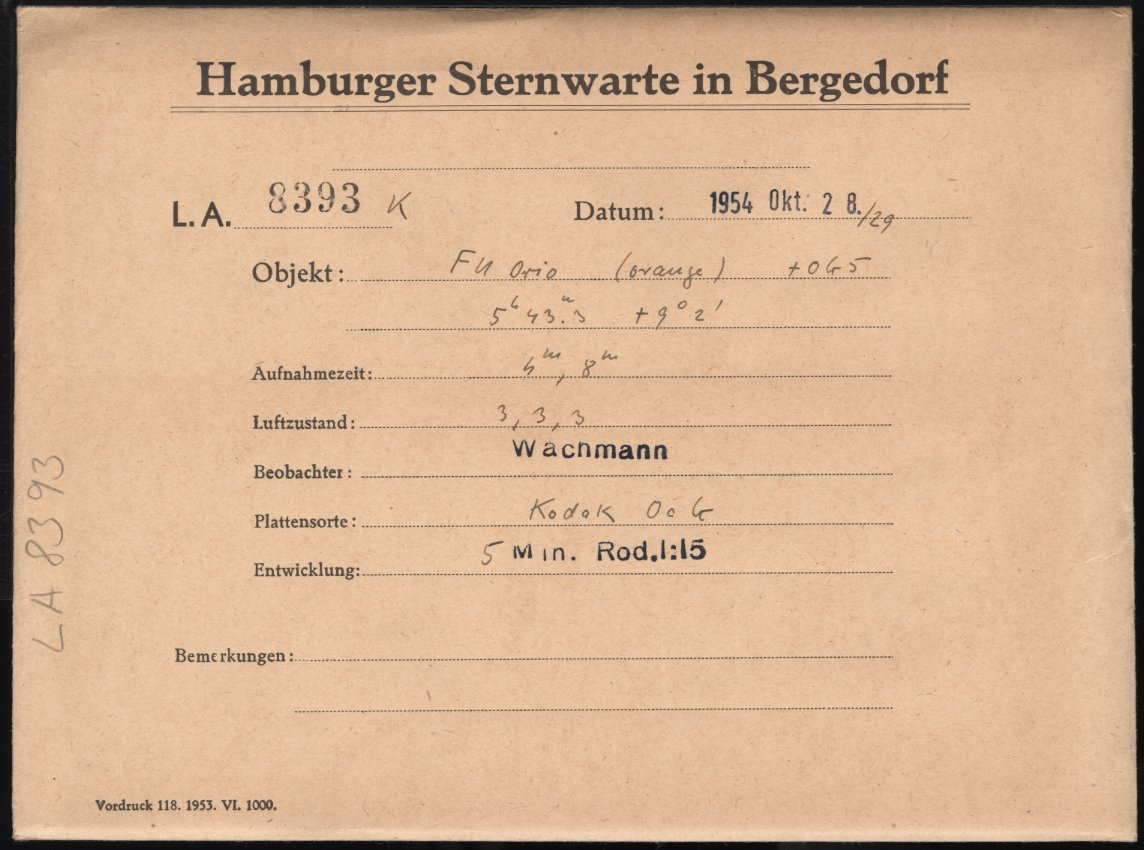 Hamburger Sternwarte in Bergedorf
L.A. 8393 K Datum: 1954 Okt. 28./29
Objekt: FU Orio (orange) + OG5
5h 43m.3 + 9° 2'
Aufnahmezeit: 4m, 8m
Luftzustand: 3, 3, 3
Beobachter: Wachmann
Plattensorte: Kodak OaG
Entwicklung: 5 Min. Rod.1:15
Bemerkungen:
Vordruck 118. 1953. VI. 1000.
LA 8393